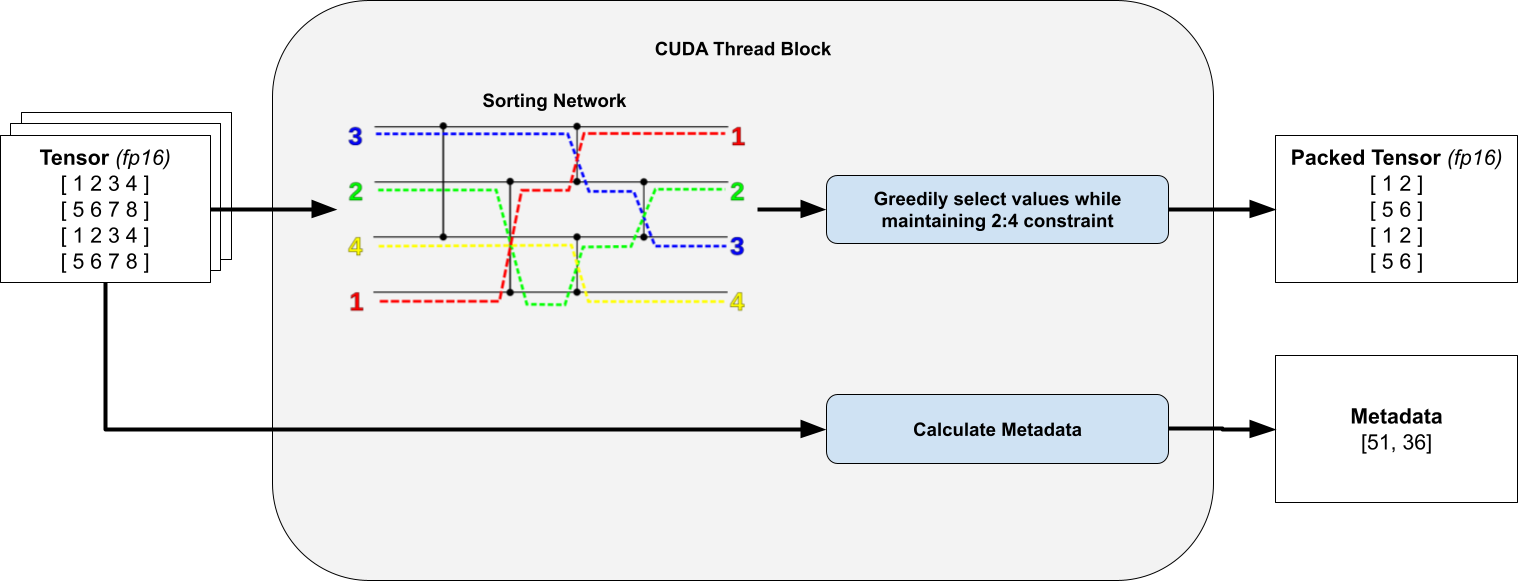 CUDA Thread Block
Sorting Network
Tensor (fp16)
[ 1 2 3 4 ]
[ 5 6 7 8 ]
[ 1 2 3 4 ]
[ 5 6 7 8 ]
3
2
4
1
1
2
3
4
Greedily select values while
maintaining 2:4 constraint
Packed Tensor (fp16)
[ 1 2 ]
[ 5 6 ]
[ 1 2 ]
[ 5 6 ]
Calculate Metadata
Metadata
[51, 36]